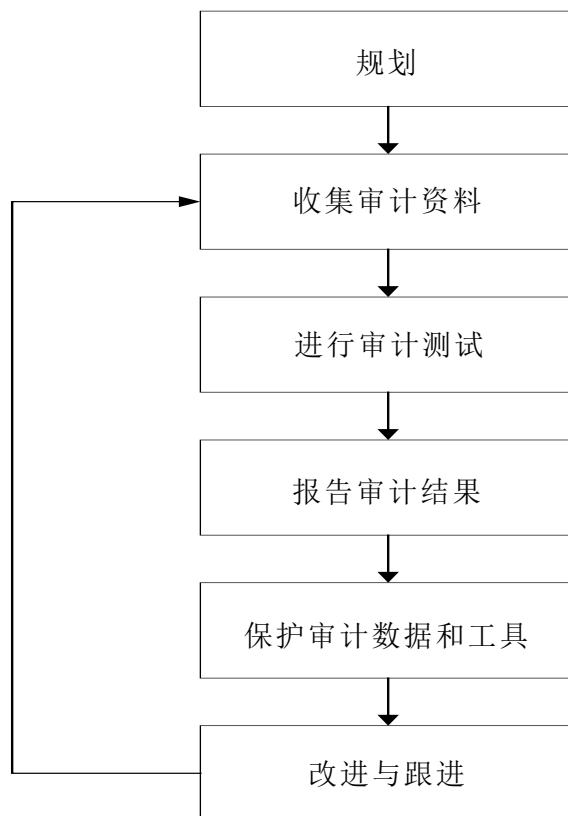 规划
收集审计资料
进行审计测试
报告审计结果
保护审计数据和工具
改进与跟进